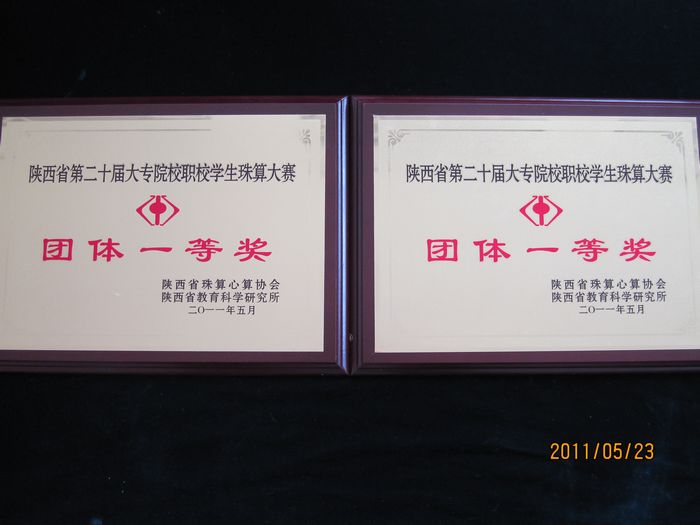 陕西省第二十届大专院校职校学生珠算大赛
团体一等奖
陕西省珠算心算协会
陕西省教育科学研究所
二〇一一年五月
陕西省第二十届大专院校职校学生珠算大赛
团体一等奖
陕西省珠算心算协会
陕西省教育科学研究所
二〇一一年五月
2011/05/23